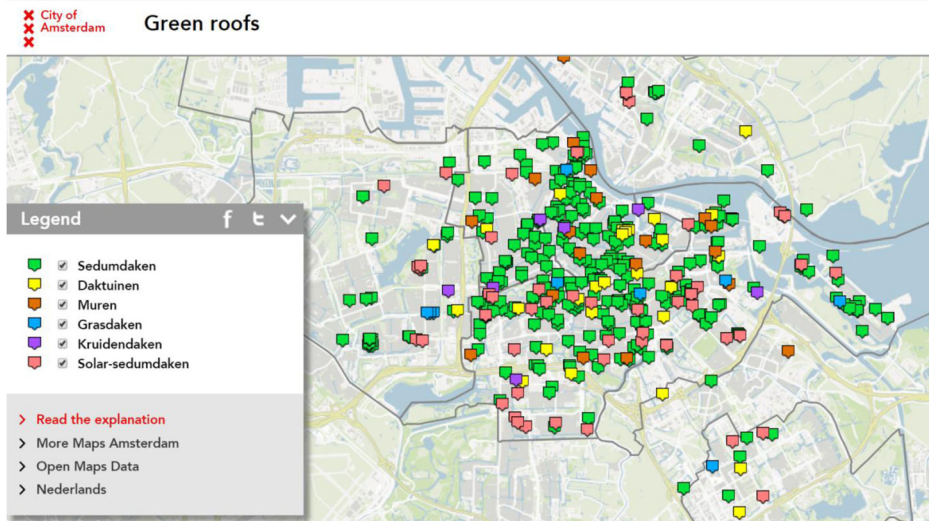 City of
Amsterdam
Green roofs
Legend
Sedumdaken
Daktuinen
Muren
Grasdaken
Kruidendaken
Solar-sedumdaken
Read the explanation
More Maps Amsterdam
Open Maps Data
Nederlands